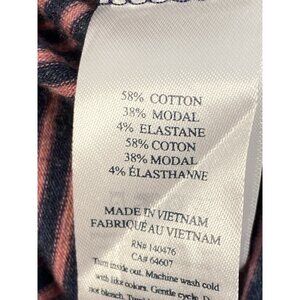 58% COTTON
38% MODAL
4% ELASTANE
58% COTON
38% MODAL
4% ÉLASTHANNE
MADE IN VIETNAM
FABRIQUÉ AU VIETNAM
RN# 140476
CA# 64607
Turn inside out. Machine wash cold
with like colors. Gentle cycle. D
not bleach.